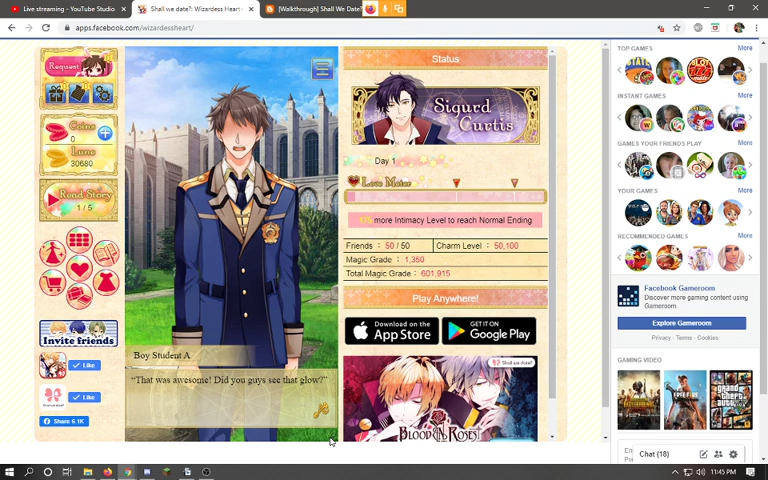 Live streaming - YouTube Studio
Shall we date?: Wizardess Heart -
[Walkthrough] Shall We Date?
apps.facebook.com/wizardessheart/
Request
Coins
0
Lune
30680
Read Story
1 / 5
Invite friends
Like
Like
Share 6.1K
Boy Student A
"That was awesome! Did you guys see that glow?"
Status
Sigurd
Curtis
Day 1
Love Meter
more Intimacy Level to reach Normal Ending
Friends : 50 / 50
Charm Level : 50,100
Magic Grade : 1,350
Total Magic Grade : 601,915
Play Anywhere!
Download on the
App Store
GET IT ON
Google Play
Shall we date?
BLOOD IN ROSES+
TOP GAMES
More
INSTANT GAMES
More
GAMES YOUR FRIENDS PLAY
More
YOUR GAMES
More
RECOMMENDED GAMES
More
Facebook Gameroom
Discover more gaming content using
Gameroom.
Explore Gameroom
Privacy · Terms · Cookies
GAMING VIDEO
Chat (18)
11:45 PM